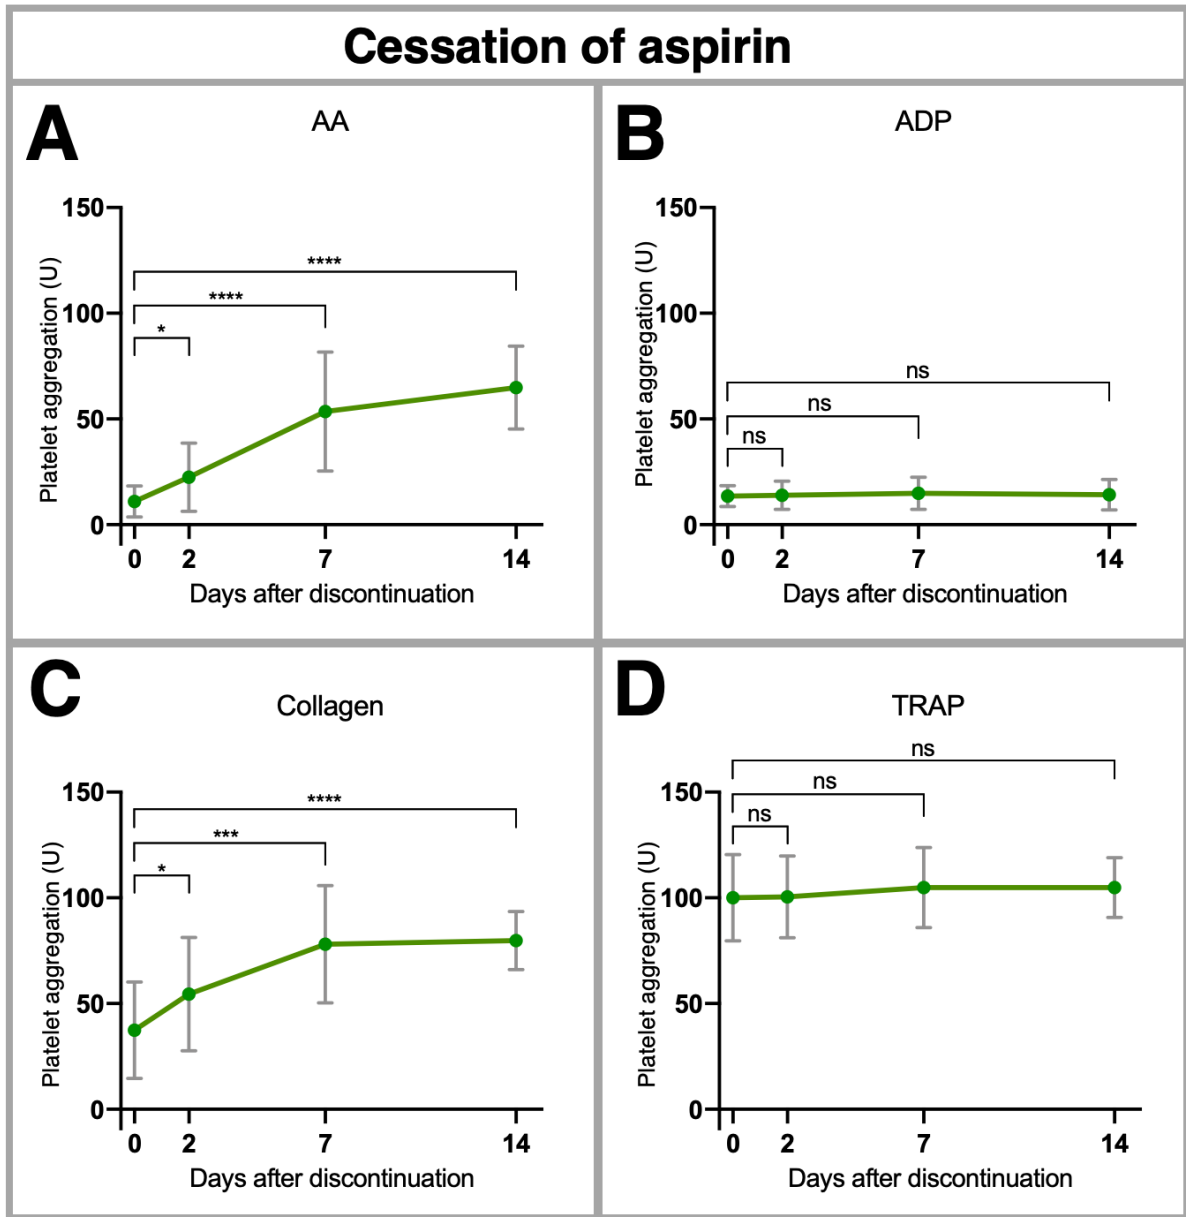 Cessation of aspirin
A
AA
Platelet aggregation (U)
150
100
50
0
****
****
*
0 2 7 14
Days after discontinuation
B
ADP
Platelet aggregation (U)
150
100
50
0
ns
ns
ns
0 2 7 14
Days after discontinuation
C
Collagen
Platelet aggregation (U)
150
100
50
0
****
***
*
0 2 7 14
Days after discontinuation
D
TRAP
Platelet aggregation (U)
150
100
50
0
ns
ns
ns
0 2 7 14
Days after discontinuation